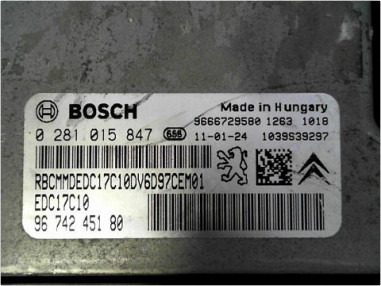 BOSCH
Made in Hungary
9666729580 1263 1018
0 281 015 847 656 11-01-24 1039S39297
RBCMMDEDC17C10DV6D97CEM01
EDC17C10
96 742 451 80